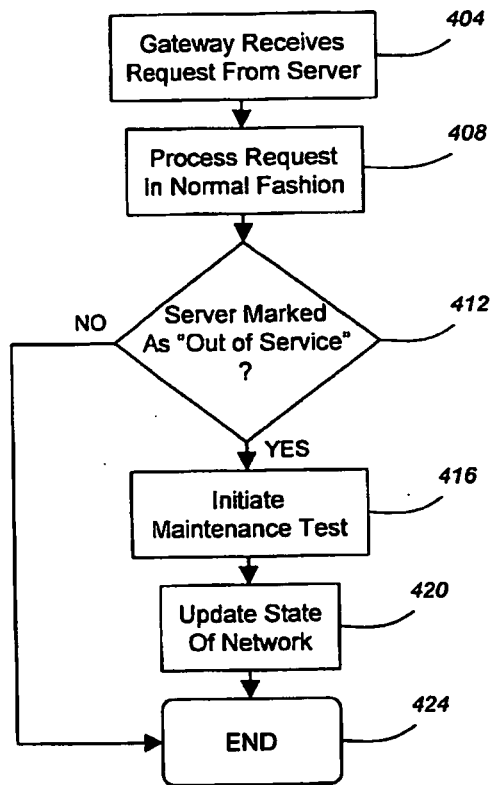 404
Gateway Receives
Request From Server
408
Process Request
In Normal Fashion
412
NO
Server Marked
As "Out of Service"
?
YES
416
Initiate
Maintenance Test
420
Update State
Of Network
424
END